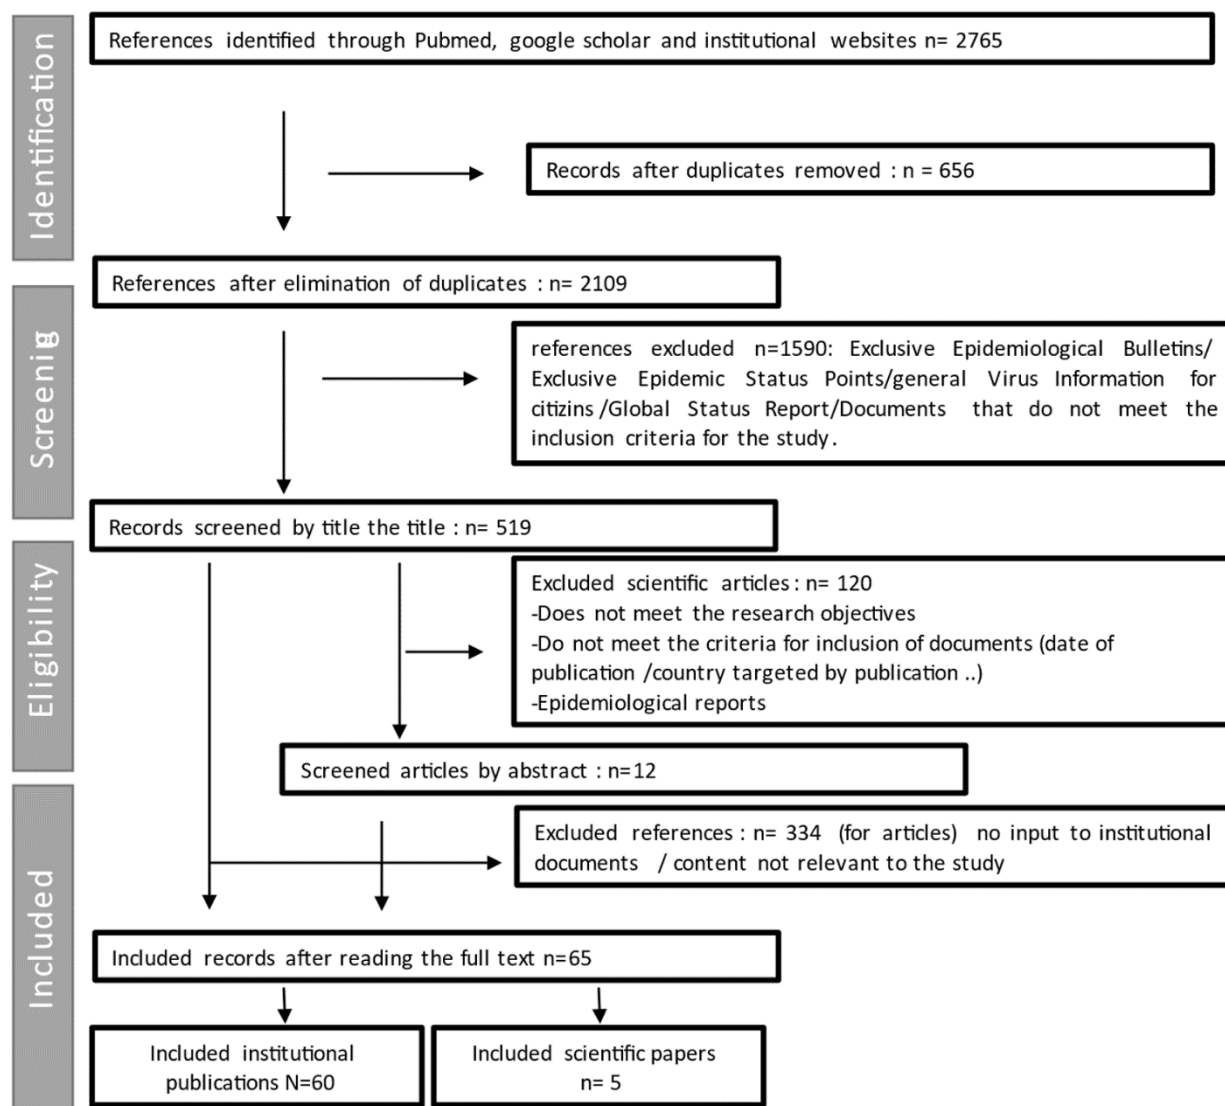 Identification
References identified through Pubmed, google scholar and institutional websites n= 2765
Records after duplicates removed : n = 656
References after elimination of duplicates : n= 2109
Screenig
references excluded n=1590: Exclusive Epidemiological Bulletins/
Exclusive Epidemic Status Points/general Virus Information for
citizins /Global Status Report/Documents that do not meet the
inclusion criteria for the study.
Records screened by title the title : n= 519
Eligibility
Excluded scientific articles : n= 120
-Does not meet the research objectives
-Do not meet the criteria for inclusion of documents (date of
publication /country targeted by publication ..)
-Epidemiological reports
Screened articles by abstract : n=12
Included
Excluded references : n= 334 (for articles) no input to institutional
documents / content not relevant to the study
Included records after reading the full text n=65
Included institutional
publications N=60
Included scientific papers
n= 5